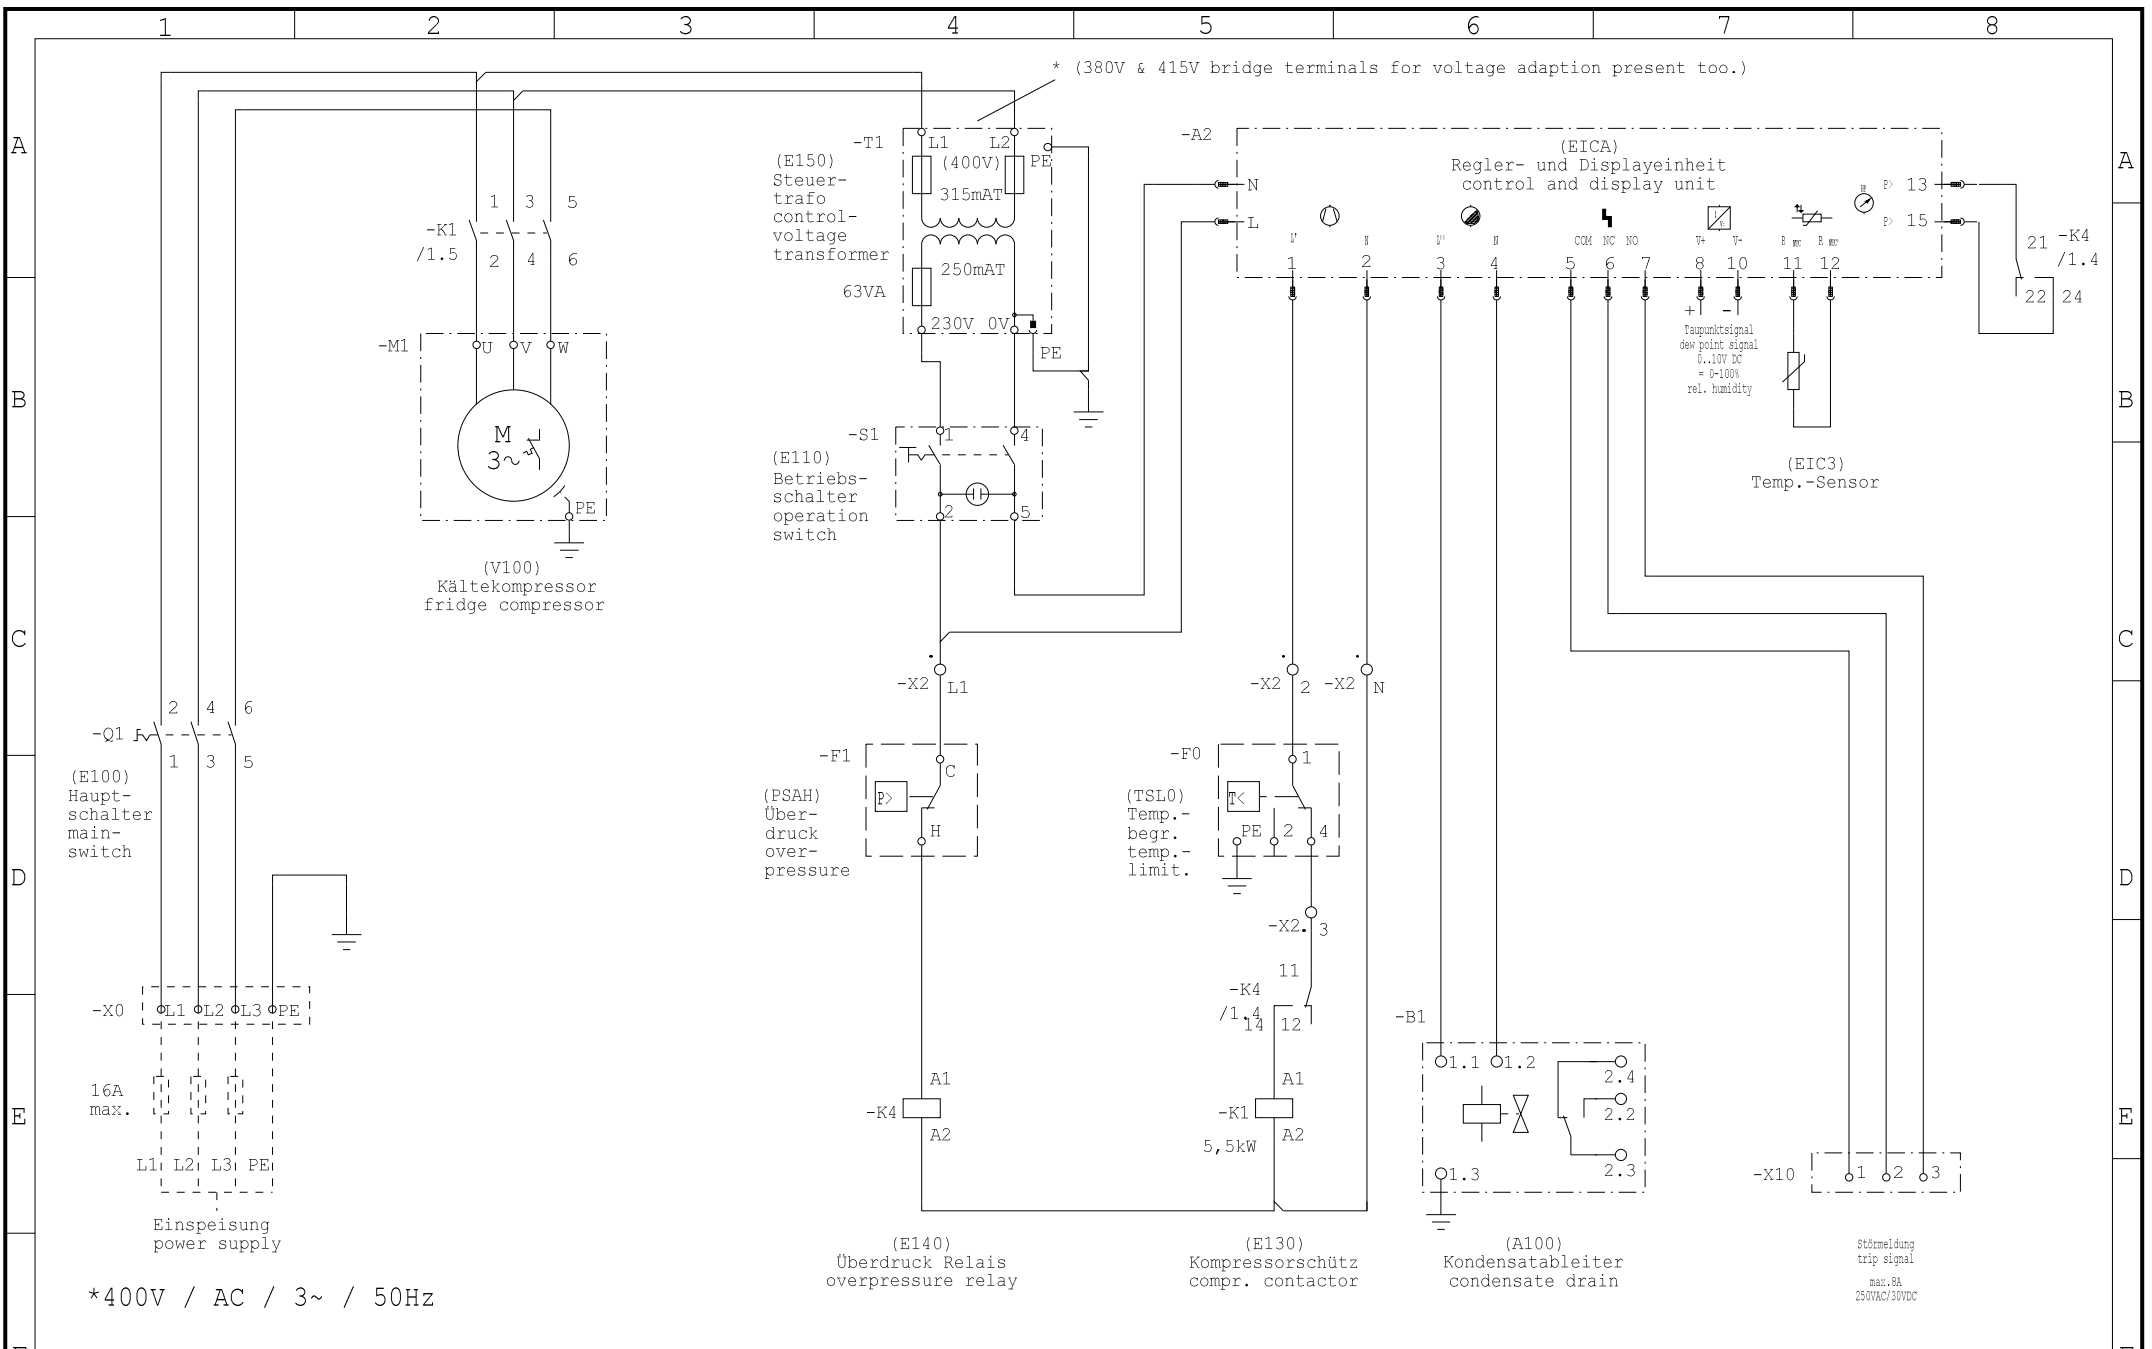 1 2 3 4 5 6 7 8
* (380V & 415V bridge terminals for voltage adaption present too.)
A
A
B
B
C
C
D
D
E
E
-Q1
2 4 6
1 3 5
(E100)
Haupt-
schalter
main-
switch
-X0
L1 L2 L3 PE
16A
max.
L1 L2 L3 PE
Einspeisung
power supply
*400V / AC / 3~ / 50Hz
-K1
/1.5
1 3 5
2 4 6
-M1
U V W
M
3~
PE
(V100)
Kältekompressor
fridge compressor
-T1
L1 L2
(400V)
PE
315mAT
250mAT
63VA
230V 0V
PE
(E150)
Steuer-
trafo
control-
voltage
transformer
-S1
1 4
2 5
(E110)
Betriebs-
schalter
operation
switch
-X2
L1
-F1
C
P>
H
(PSAH)
Über-
druck
over-
pressure
A1
-K4
A2
(E140)
Überdruck Relais
overpressure relay
-A2
(EICA)
Regler- und Displayeinheit
control and display unit
N
L
P> 13
P> 15
L' N L'' N COM NC NO V+ V- R R
1 2 3 4 5 6 7 8 10 11 12
+ -
Taupunktsignal
dew point signal
0..10V DC
= 0-100%
rel. humidity
(EIC3)
Temp.-Sensor
21
-K4
/1.4
22 24
-X2 2
-X2 N
-F0
1
T<
PE 2 4
(TSL0)
Temp.-
begr.
temp.-
limit.
-X2. 3
11
-K4
/1.4
14 12
A1
-K1
A2
5,5kW
(E130)
Kompressorschütz
compr. contactor
-B1
1.1 1.2
2.4
2.2
2.3
1.3
(A100)
Kondensatableiter
condensate drain
-X10
1 2 3
Störmeldung
trip signal
max.8A
250VAC/30VDC